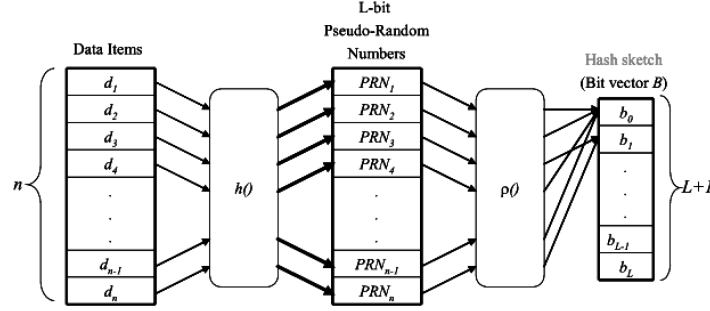 L-bit
Pseudo-Random
Numbers
Data Items
Hash sketch
(Bit vector B)
d1
d2
d3
d4
.
.
.
dn-1
dn
n
h()
PRN1
PRN2
PRN3
PRN4
.
.
.
PRNn-1
PRNn
ρ()
b0
b1
.
.
.
bL-1
bL
L+1